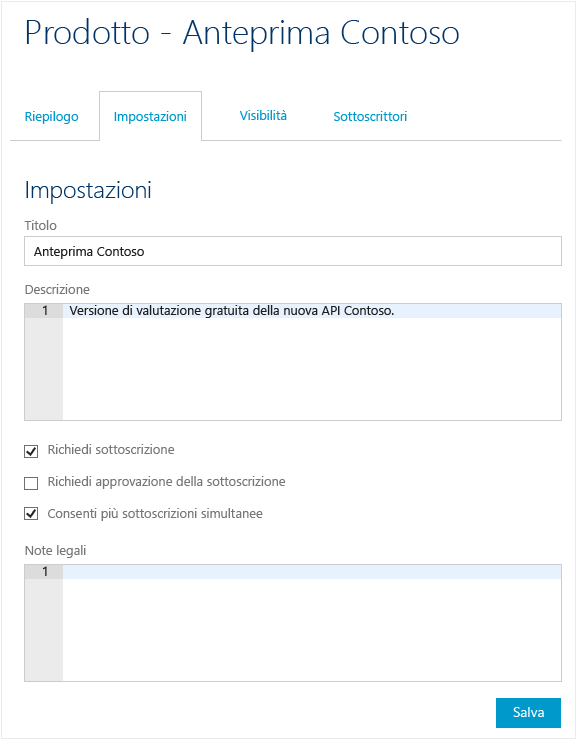 Prodotto - Anteprima Contoso
Riepilogo Impostazioni Visibilità Sottoscrittori
Impostazioni
Titolo
Anteprima Contoso
Descrizione
1 Versione di valutazione gratuita della nuova API Contoso.
Richiedi sottoscrizione
Richiedi approvazione della sottoscrizione
Consenti più sottoscrizioni simultanee
Note legali
1
Salva